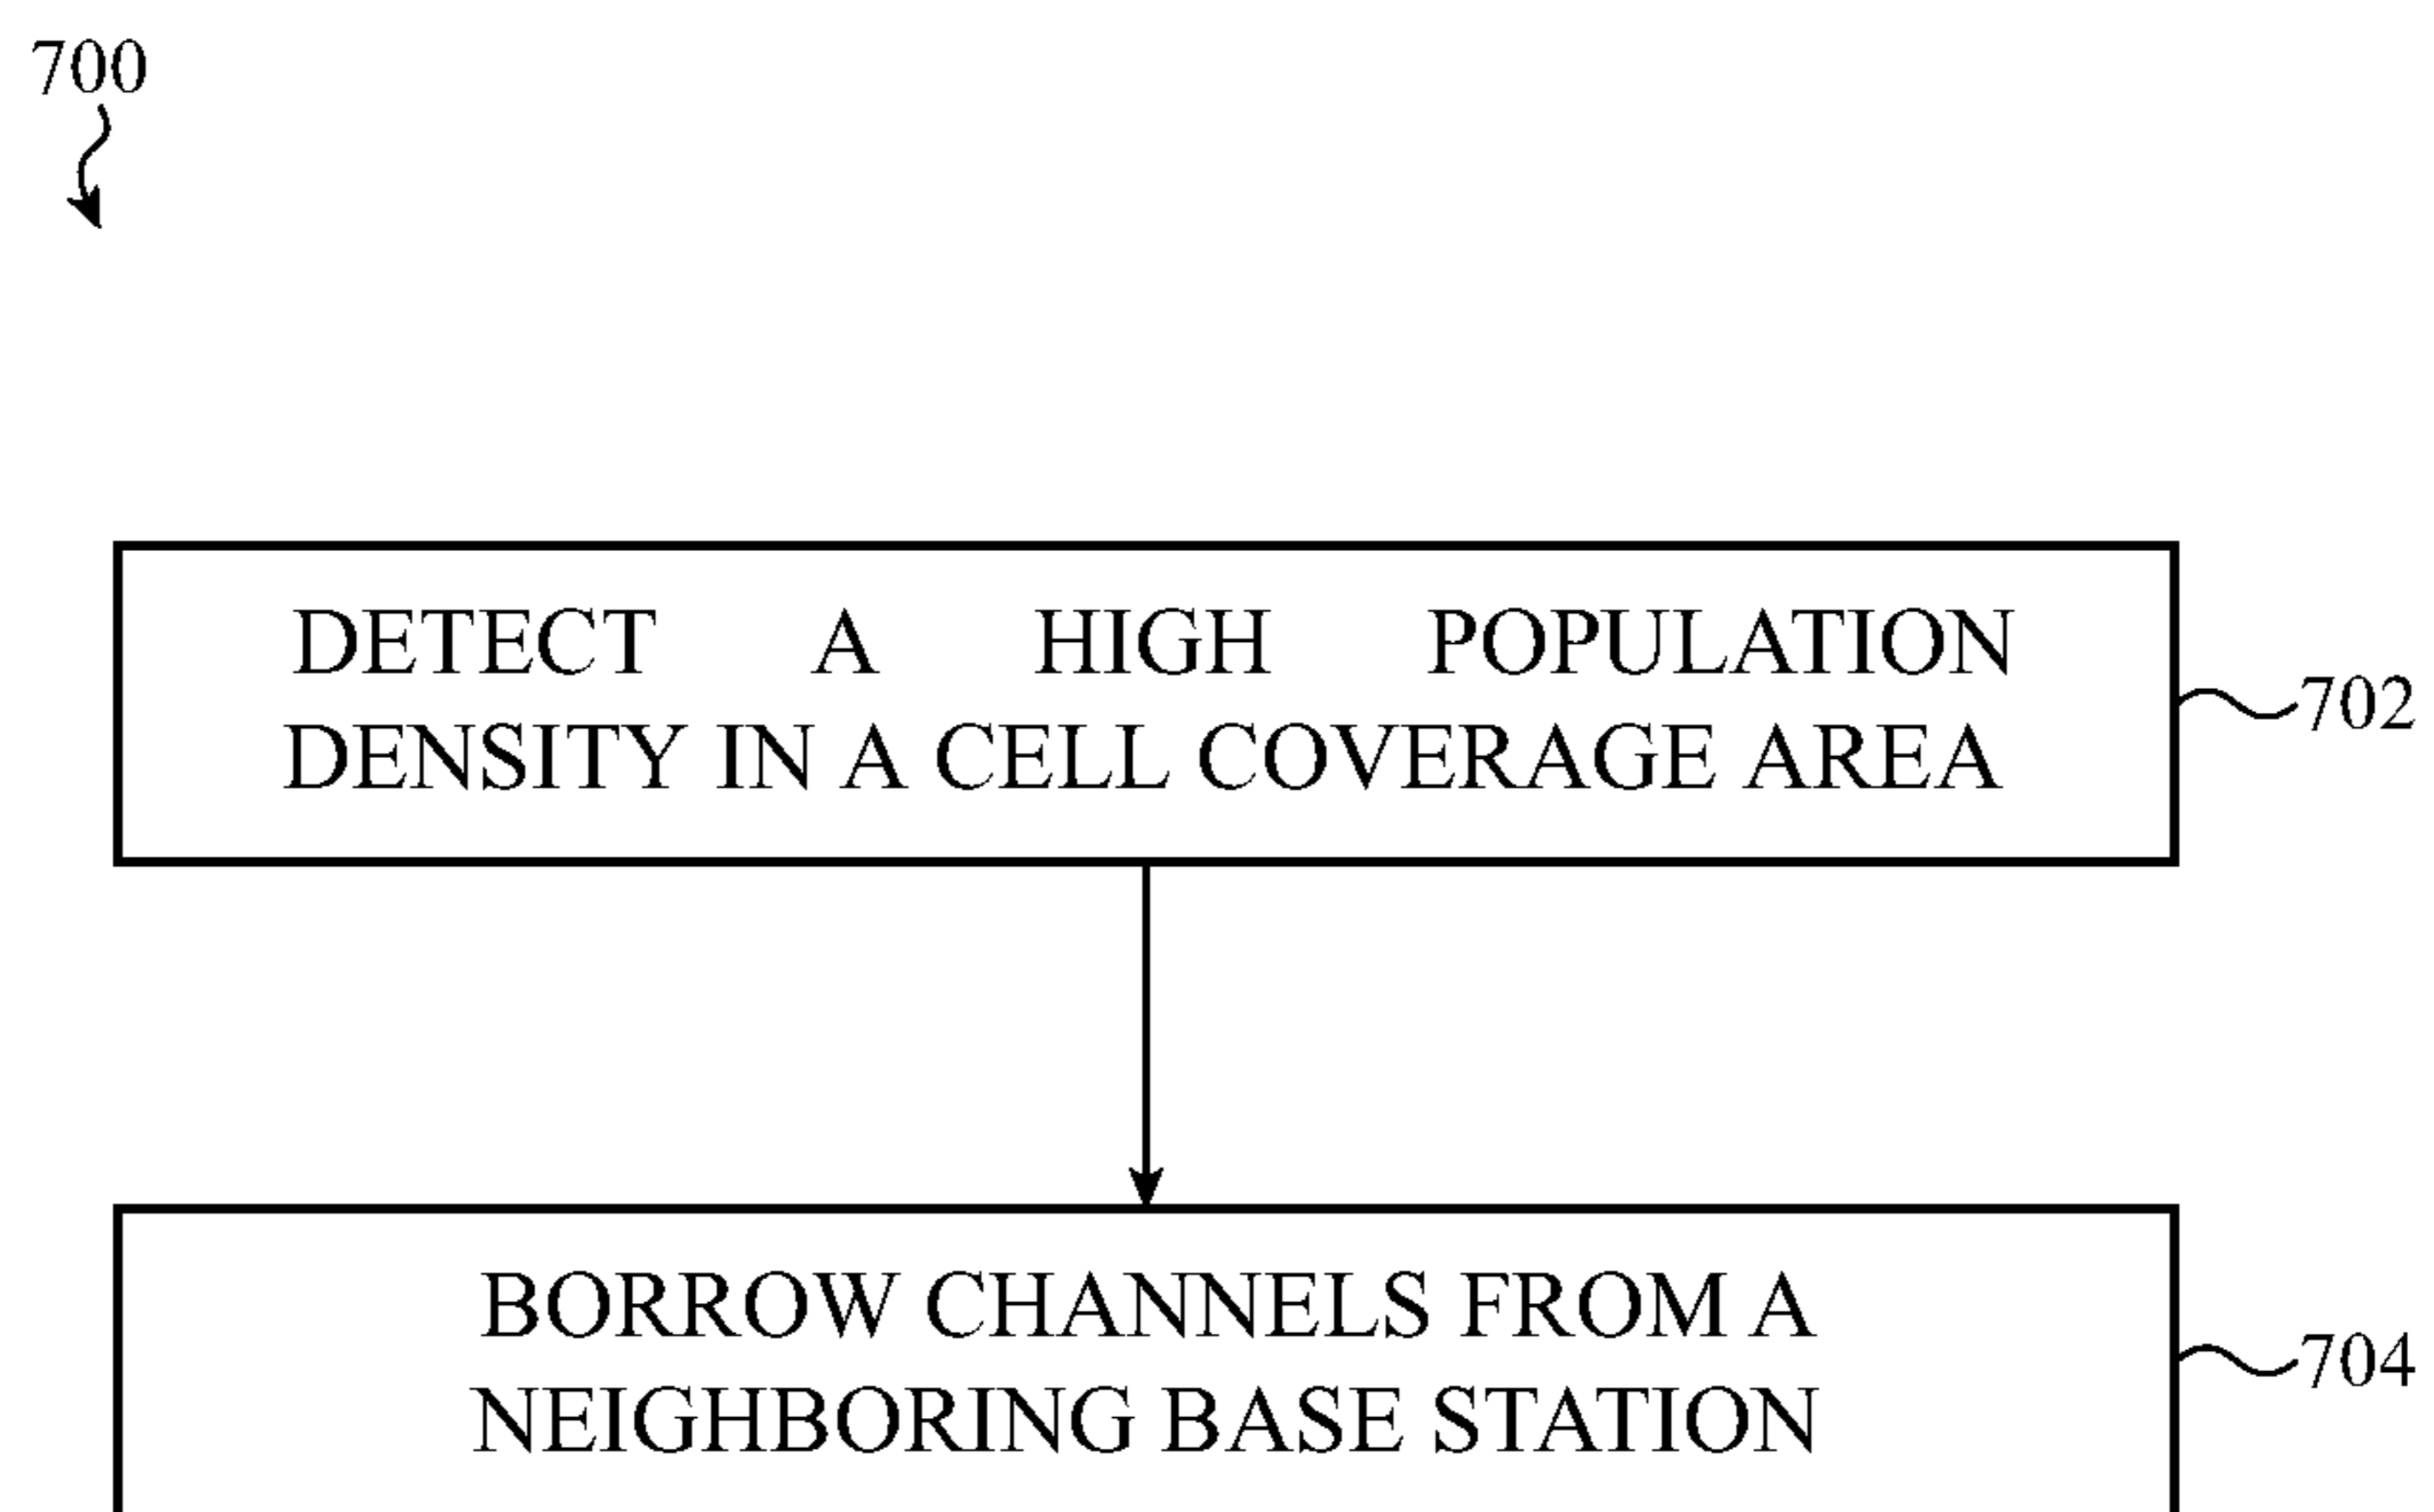 700
DETECT A HIGH POPULATION
DENSITY IN A CELL COVERAGE AREA
702
BORROW CHANNELS FROM A
NEIGHBORING BASE STATION
704